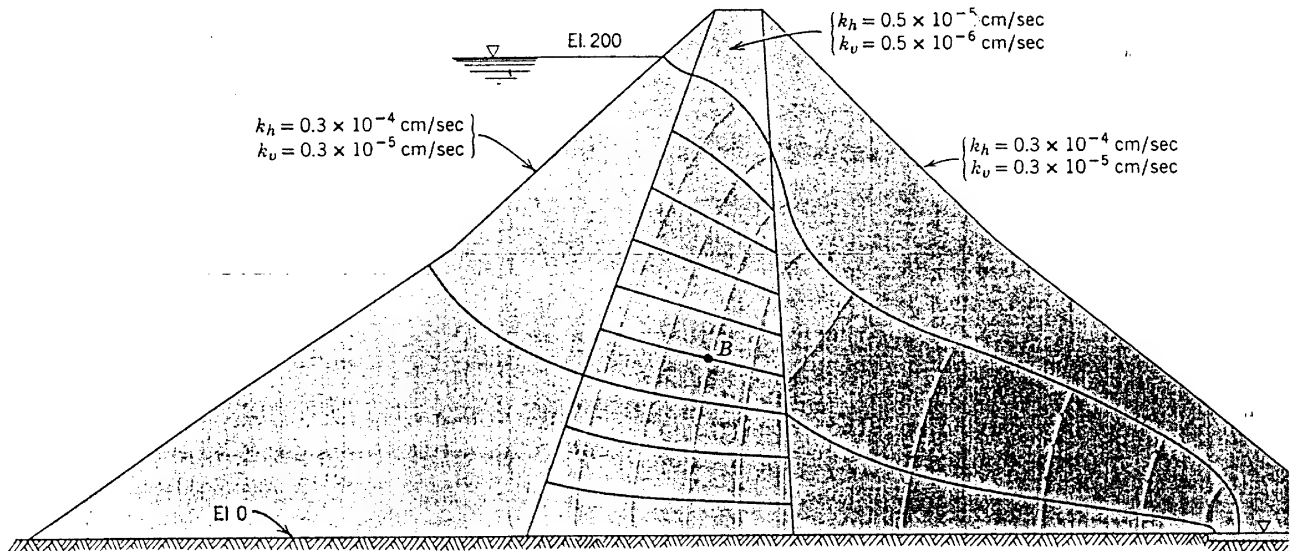 k_h = 0.5 × 10⁻⁵ cm/sec
k_v = 0.5 × 10⁻⁶ cm/sec
El. 200
k_h = 0.3 × 10⁻⁴ cm/sec
k_v = 0.3 × 10⁻⁵ cm/sec
k_h = 0.3 × 10⁻⁴ cm/sec
k_v = 0.3 × 10⁻⁵ cm/sec
B
El 0